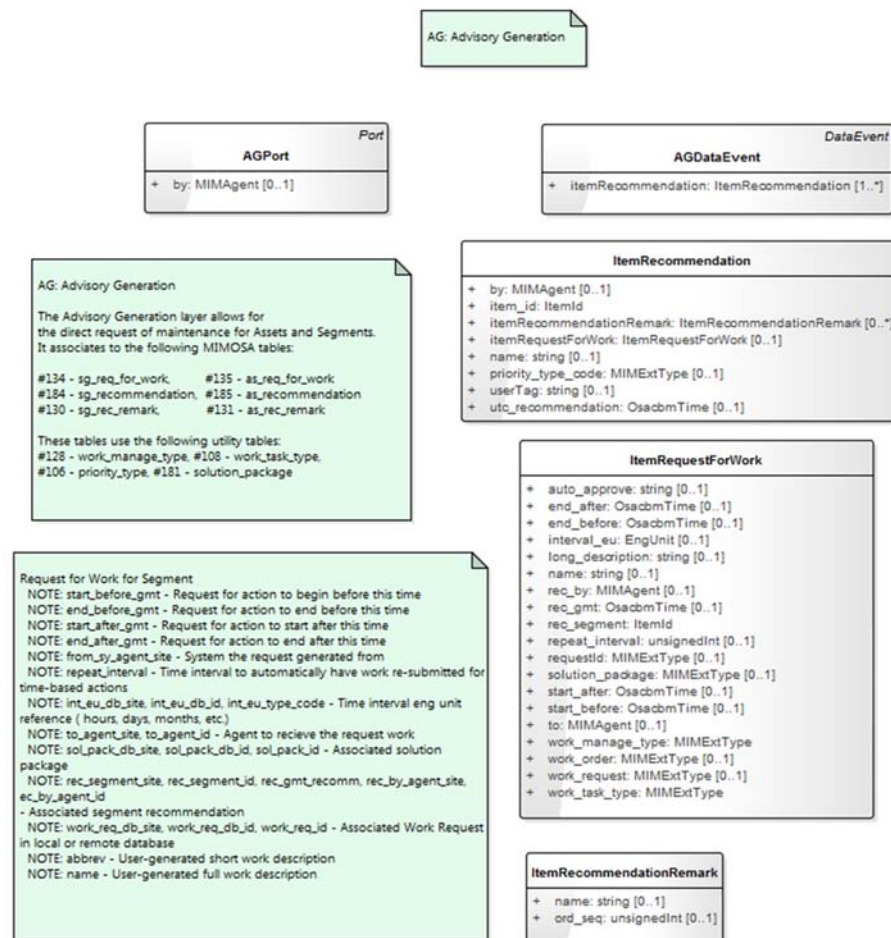 AG: Advisory Generation
Port
AGPort
+ by: MIMAgent [0..1]
DataEvent
AGDataEvent
+ itemRecommendation: ItemRecommendation [1..*]
AG: Advisory Generation
The Advisory Generation layer allows for
the direct request of maintenance for Assets and Segments.
It associates to the following MIMOSA tables:
#134 - sg_req_for_work, #135 - as_req_for_work
#184 - sg_recommendation, #185 - as_recommendation
#130 - sg_rec_remark, #131 - as_rec_remark
These tables use the following utility tables:
#128 - work_manage_type, #108 - work_task_type,
#106 - priority_type, #181 - solution_package
ItemRecommendation
+ by: MIMAgent [0..1]
+ item_id: ItemId
+ itemRecommendationRemark: ItemRecommendationRemark [0..*]
+ itemRequestForWork: ItemRequestForWork [0..1]
+ name: string [0..1]
+ priority_type_code: MIMExtType [0..1]
+ userTag: string [0..1]
+ utc_recommendation: OsacbmTime [0..1]
ItemRequestForWork
+ auto_approve: string [0..1]
+ end_after: OsacbmTime [0..1]
+ end_before: OsacbmTime [0..1]
+ interval_eu: EngUnit [0..1]
+ long_description: string [0..1]
+ name: string [0..1]
+ rec_by: MIMAgent [0..1]
+ rec_gmt: OsacbmTime [0..1]
+ rec_segment: ItemId
+ repeat_interval: unsignedInt [0..1]
+ requestId: MIMExtType [0..1]
+ solution_package: MIMExtType [0..1]
+ start_after: OsacbmTime [0..1]
+ start_before: OsacbmTime [0..1]
+ to: MIMAgent [0..1]
+ work_manage_type: MIMExtType
+ work_order: MIMExtType [0..1]
+ work_request: MIMExtType [0..1]
+ work_task_type: MIMExtType
Request for Work for Segment
NOTE: start_before_gmt - Request for action to begin before this time
NOTE: end_before_gmt - Request for action to end before this time
NOTE: start_after_gmt - Request for action to start after this time
NOTE: end_after_gmt - Request for action to end after this time
NOTE: from_sy_agent_site - System the request generated from
NOTE: repeat_interval - Time interval to automatically have work re-submitted for
time-based actions
NOTE: int_eu_db_site, int_eu_db_id, int_eu_type_code - Time interval eng unit
reference ( hours, days, months, etc.)
NOTE: to_agent_site, to_agent_id - Agent to recieve the request work
NOTE: sol_pack_db_site, sol_pack_db_id, sol_pack_id - Associated solution
package
NOTE: rec_segment_site, rec_segment_id, rec_gmt_recomm, rec_by_agent_site,
ec_by_agent_id
- Associated segment recommendation
NOTE: work_req_db_site, work_req_db_id, work_req_id - Associated Work Request
in local or remote database
NOTE: abbrev - User-generated short work description
NOTE: name - User-generated full work description
ItemRecommendationRemark
+ name: string [0..1]
+ ord_seq: unsignedInt [0..1]